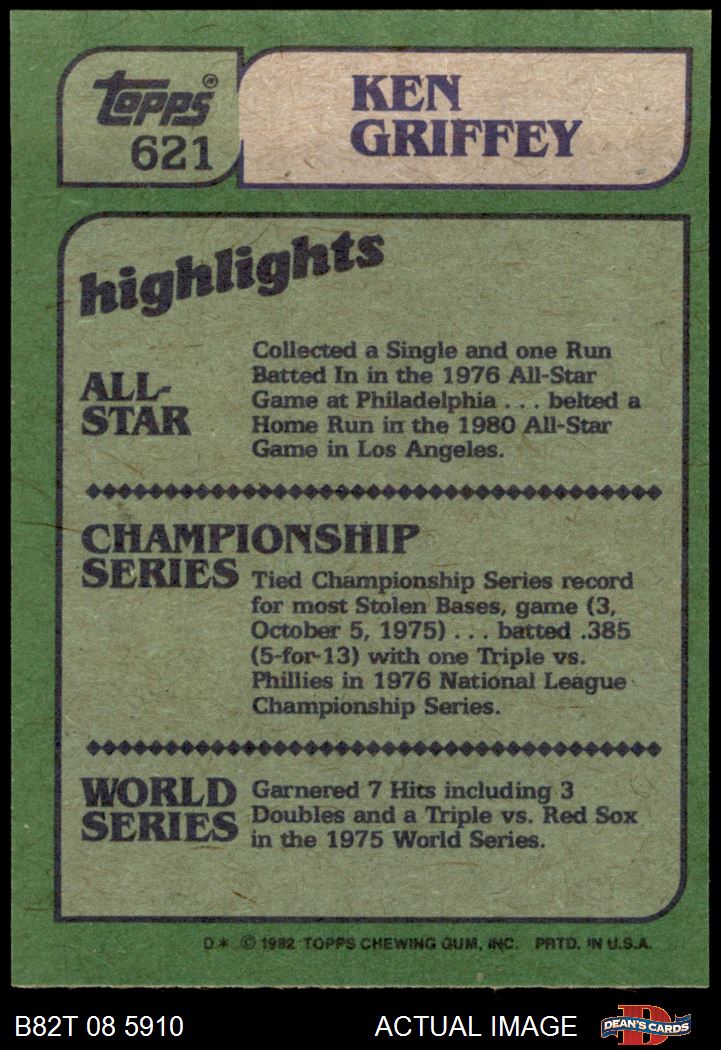 topps®
621
KEN
GRIFFEY
highlights
ALL-
STAR
Collected a Single and one Run
Batted In in the 1976 All-Star
Game at Philadelphia . . . belted a
Home Run in the 1980 All-Star
Game in Los Angeles.
CHAMPIONSHIP
SERIES
Tied Championship Series record
for most Stolen Bases, game (3,
October 5, 1975) . . . batted .385
(5-for-13) with one Triple vs.
Phillies in 1976 National League
Championship Series.
WORLD
SERIES
Garnered 7 Hits including 3
Doubles and a Triple vs. Red Sox
in the 1975 World Series.
D* © 1982 TOPPS CHEWING GUM, INC. PRTD. IN U.S.A.
B82T 08 5910
ACTUAL IMAGE
D
DEAN'S CARDS